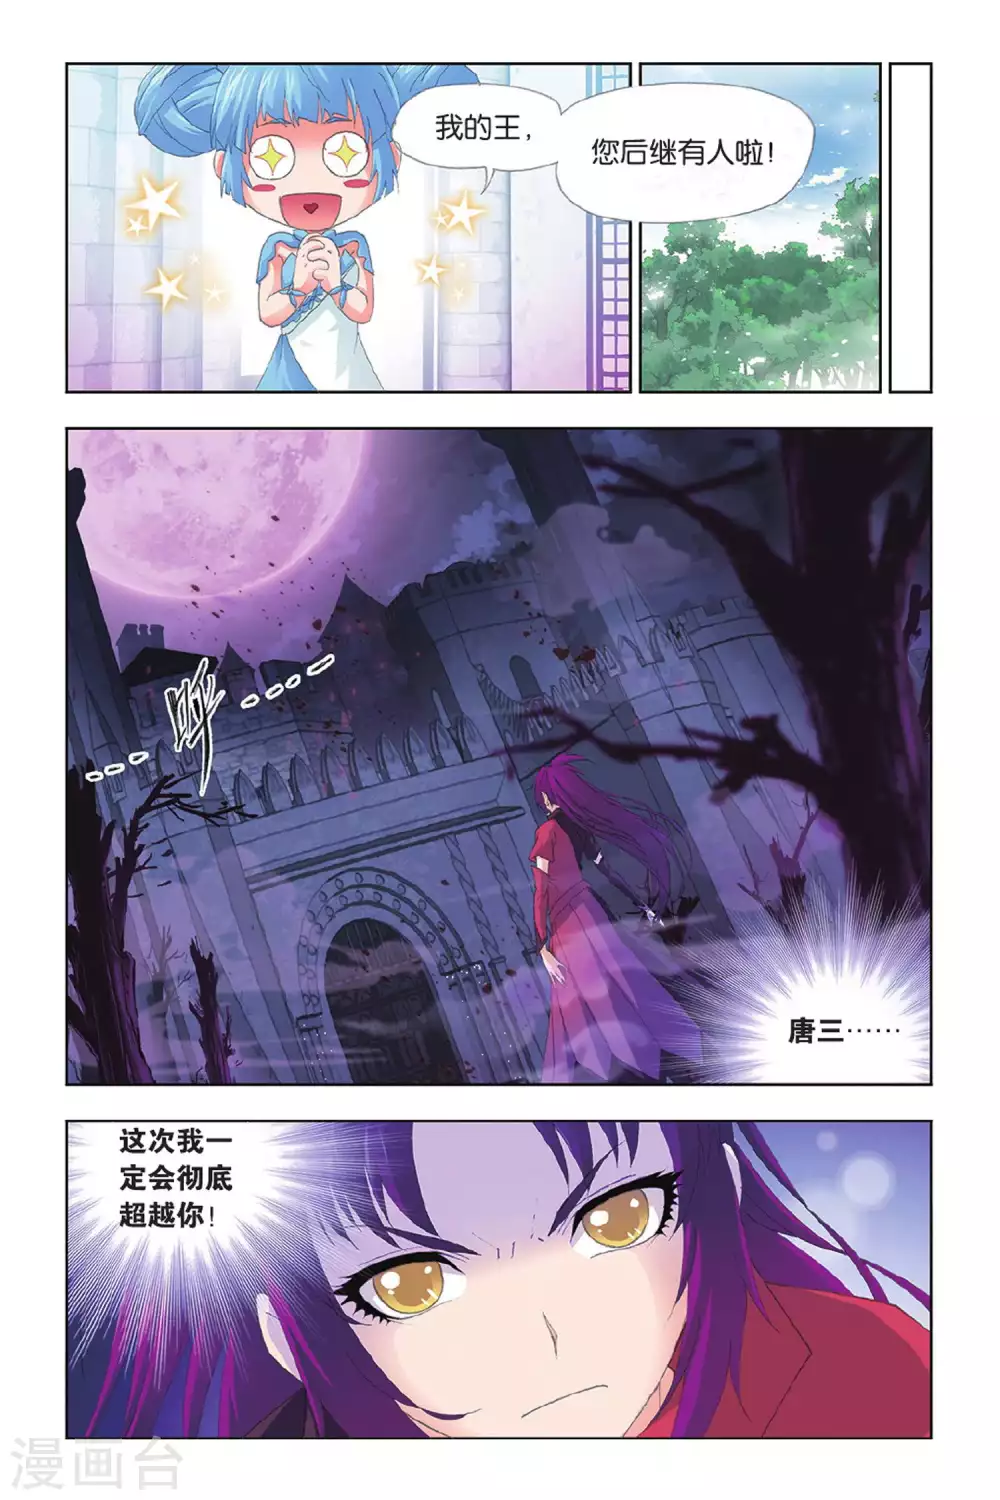 我的王，
您后继有人啦！
…呼…
唐三……
这次我一
定会彻底
超越你！
漫画台